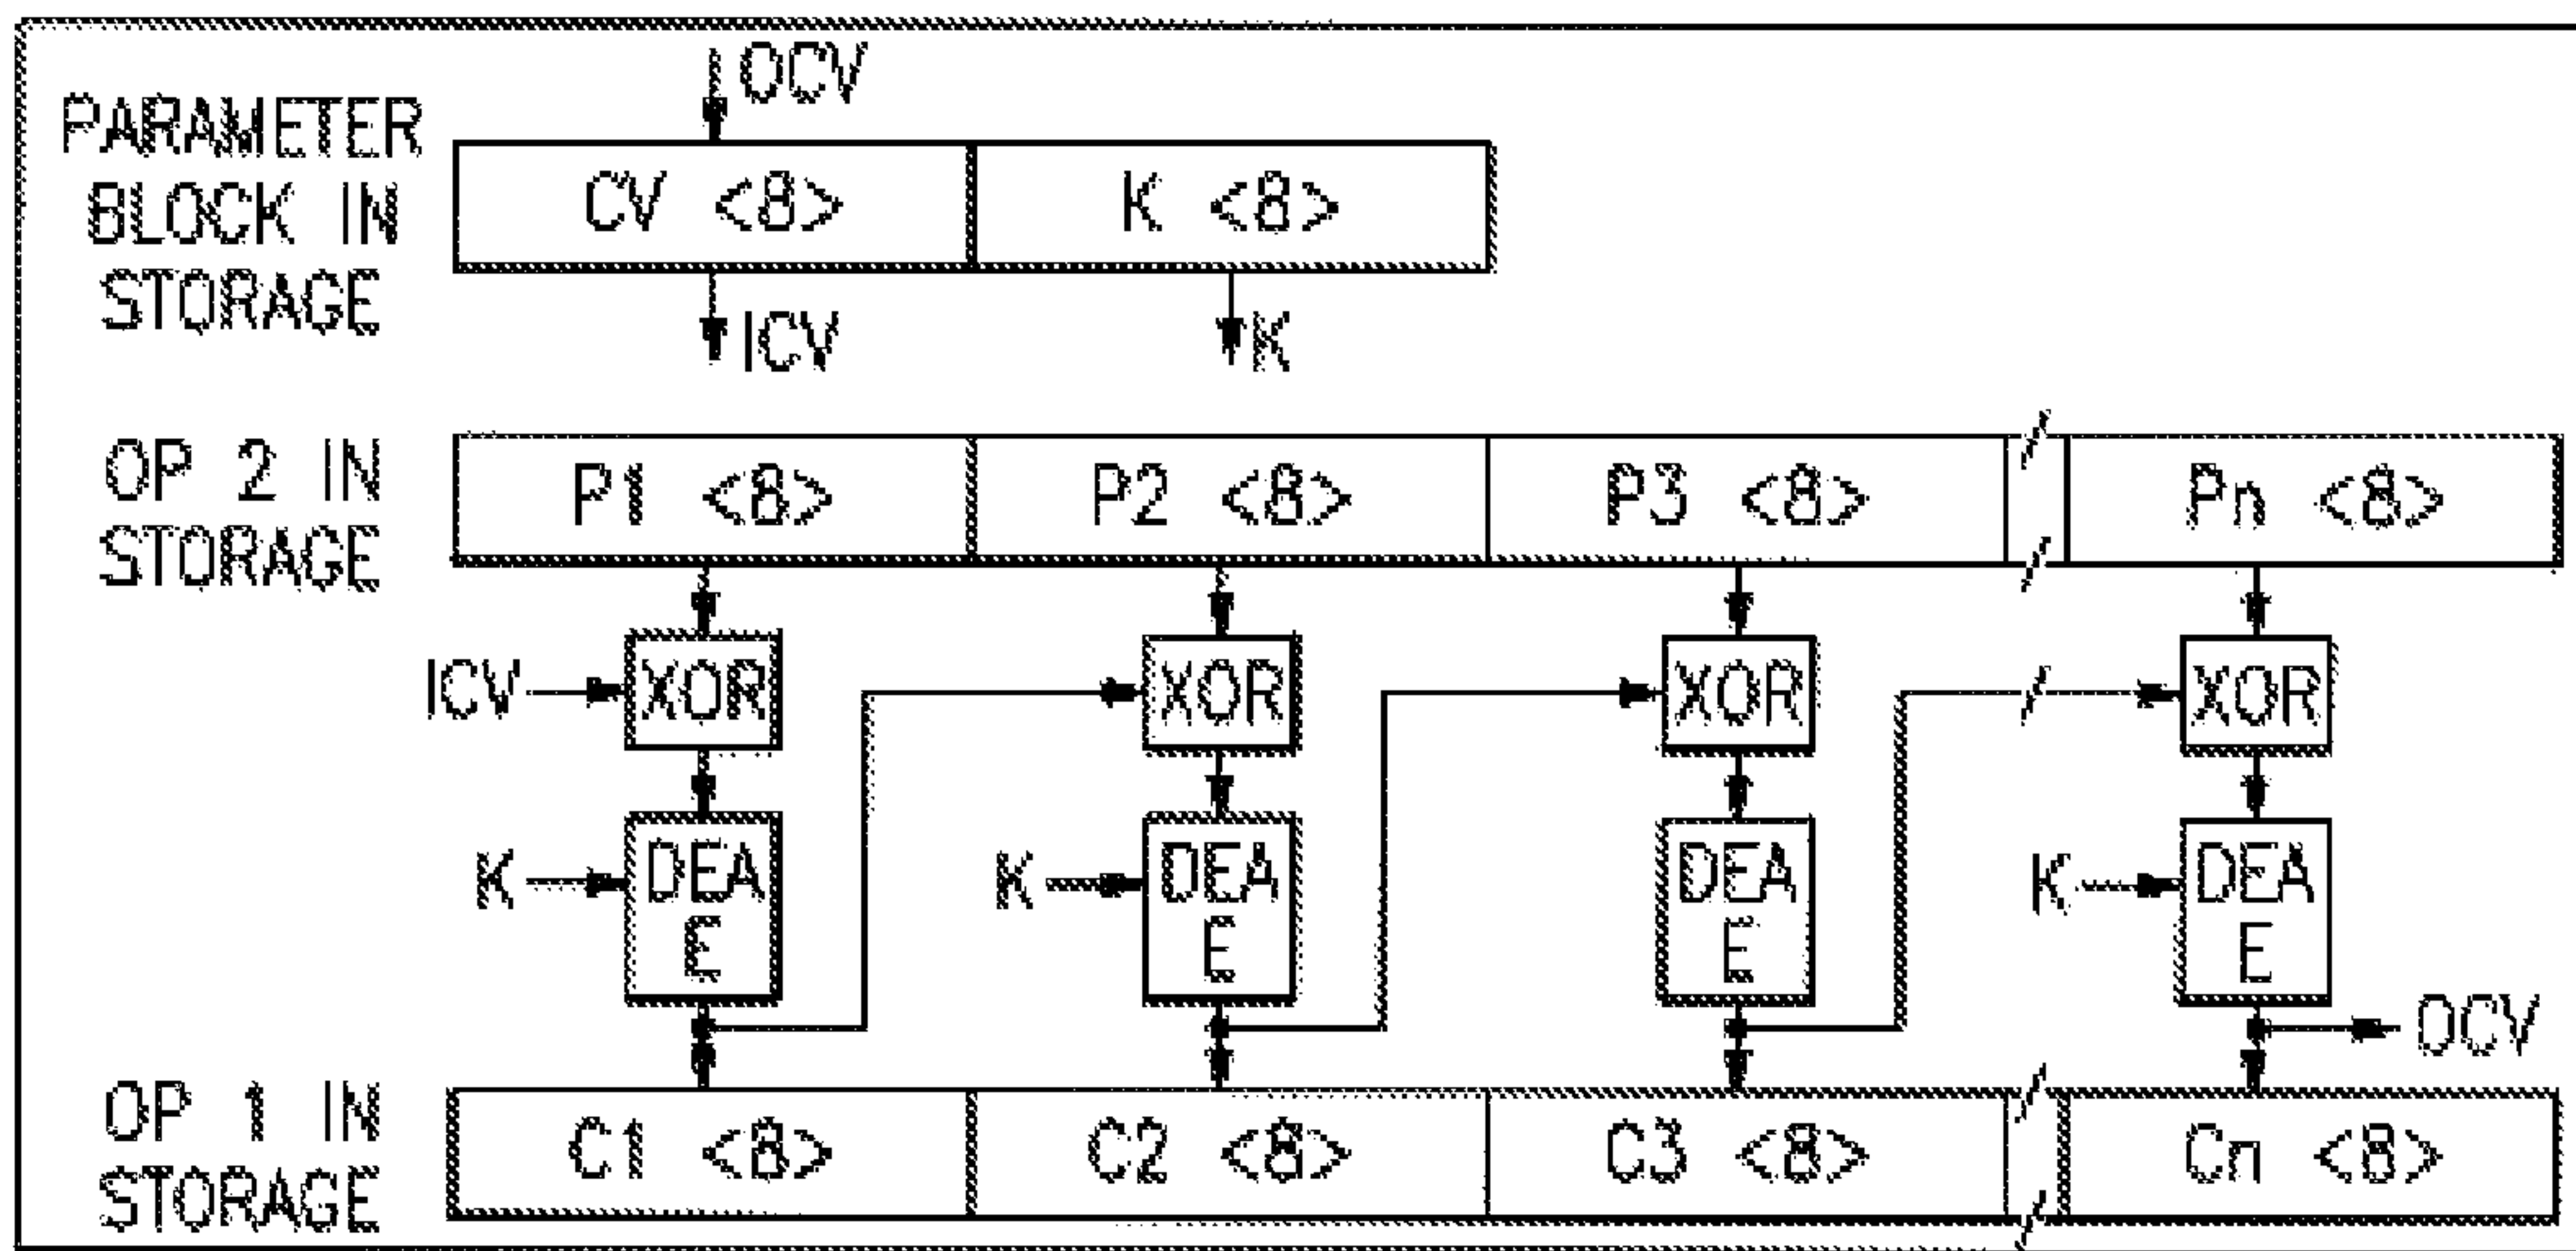 OCV
PARAMETER
BLOCK IN
STORAGE
CV <8> K <8>
ICV K
OP 2 IN
STORAGE
P1 <8> P2 <8> P3 <8> Pn <8>
ICV XOR XOR XOR XOR
K DEA K DEA DEA K DEA
E E E E
OCV
OP 1 IN
STORAGE
C1 <8> C2 <8> C3 <8> Cn <8>